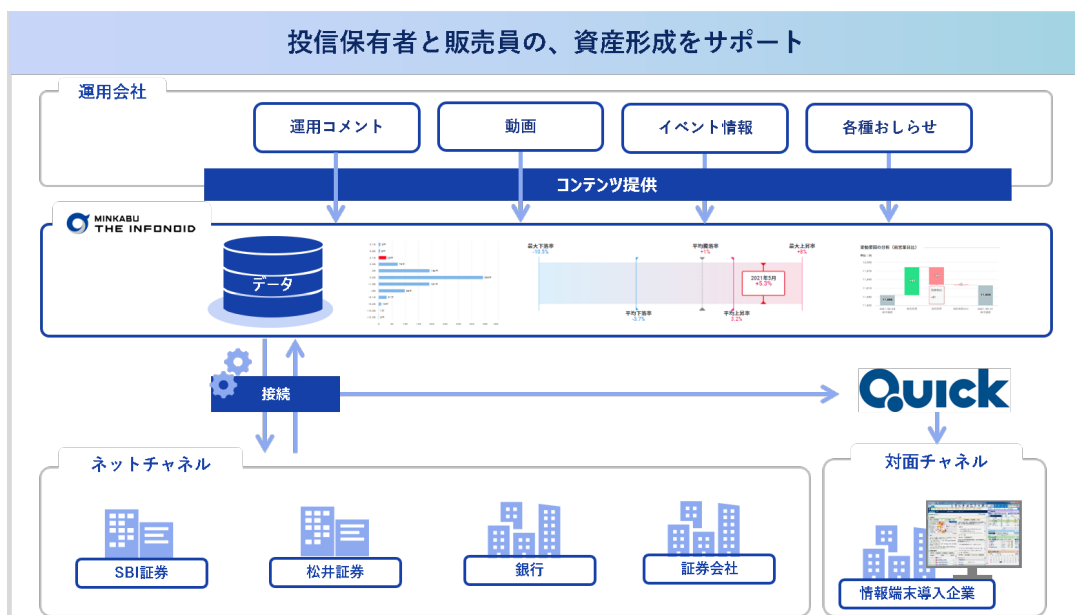 投信保有者と販売員の、資産形成をサポート
運用会社
運用コメント
動画
イベント情報
各種おしらせ
コンテンツ提供
MINKABU
THE INFONOID
データ
最大下落率
-10.5%
平均騰落率
+1%
最大上昇率
2021年5月
+5.3%
平均下落率
-3.7%
平均上昇率
3.2%
接続
QUICK
ネットチャネル
対面チャネル
SBI証券
松井証券
銀行
証券会社
情報端末導入企業